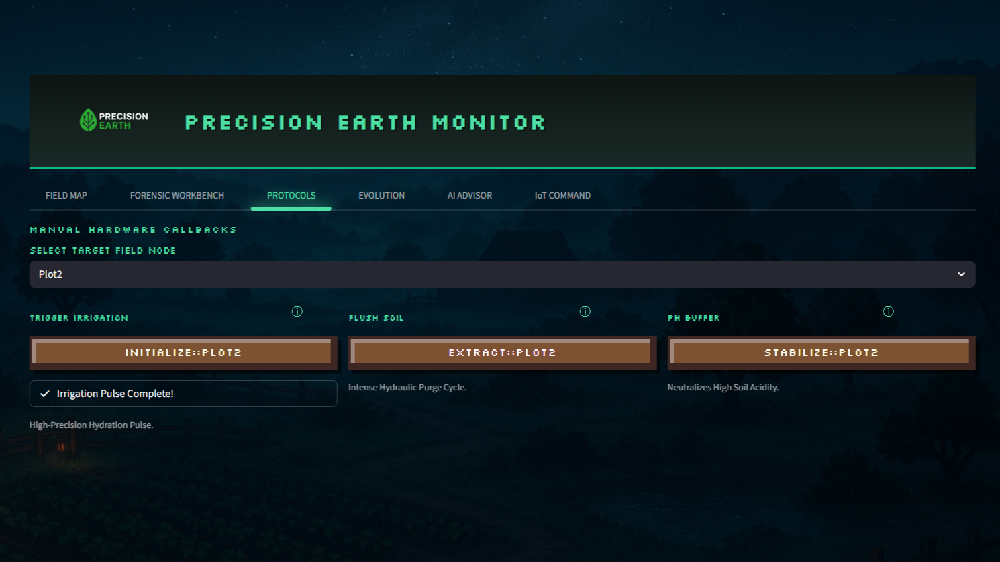 PRECISION
EARTH
PRECISION EARTH MONITOR
FIELD MAP
FORENSIC WORKBENCH
PROTOCOLS
EVOLUTION
AI ADVISOR
IoT COMMAND
MANUAL HARDWARE CALLBACKS
SELECT TARGET FIELD NODE
Plot2
TRIGGER IRRIGATION
INITIALIZE::PLOT2
Irrigation Pulse Complete!
High-Precision Hydration Pulse.
FLUSH SOIL
EXTRACT::PLOT2
Intense Hydraulic Purge Cycle.
PH BUFFER
STABILIZE::PLOT2
Neutralizes High Soil Acidity.